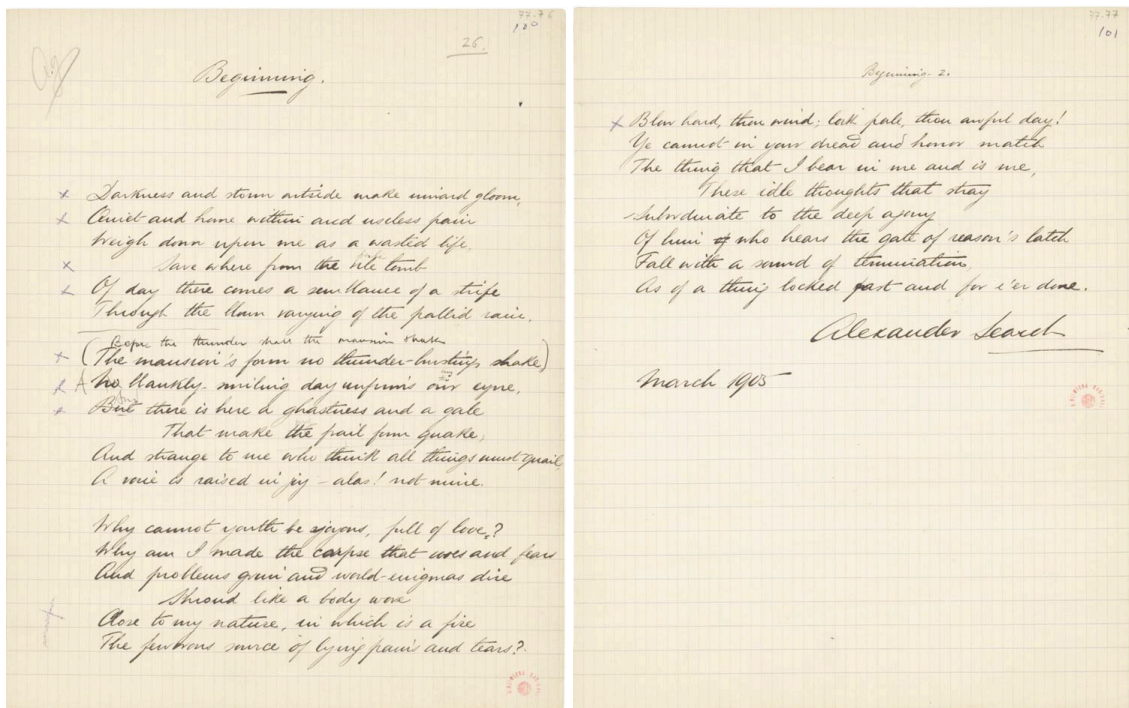 77-76
100
26.
Beginning.
Darkness and storm outside make inward gloom,
Quiet and home within and useless pain
Weigh down upon me as a wasted life,
Save where from the vile tomb
Of day there comes a semblance of a strife
Through the blam varying of the pallid rain.
Before the thunder shall the mansion shake
(The mansion's form no thunder-bursting shake)
No blankly-smiling day unfirms our eyne,
But there is here a ghastness and a gale
That make the frail form quake,
And strange to me who think all things must quail,
A voice is raised in joy – alas! not mine.
Why cannot youth be joyous, full of love?
Why am I made the corpse that woes and fears
And problems grim and world-enigmas dire
Shroud like a body wove
Close to my nature, in which is a fire
The fevrous source of lying pains and tears?
77-77
101
Beginning. 2.
Blow hard, thou wind; look pale, thou awful day!
Ye cannot in your dread and horror match
The thing that I bear in me and is me,
These idle thoughts that stray
Subordinate to the deep agony
Of him who hears the gate of reason's latch
Fall with a sound of termination
As of a thing locked fast and for e'er done.
Alexander Search
March 1905